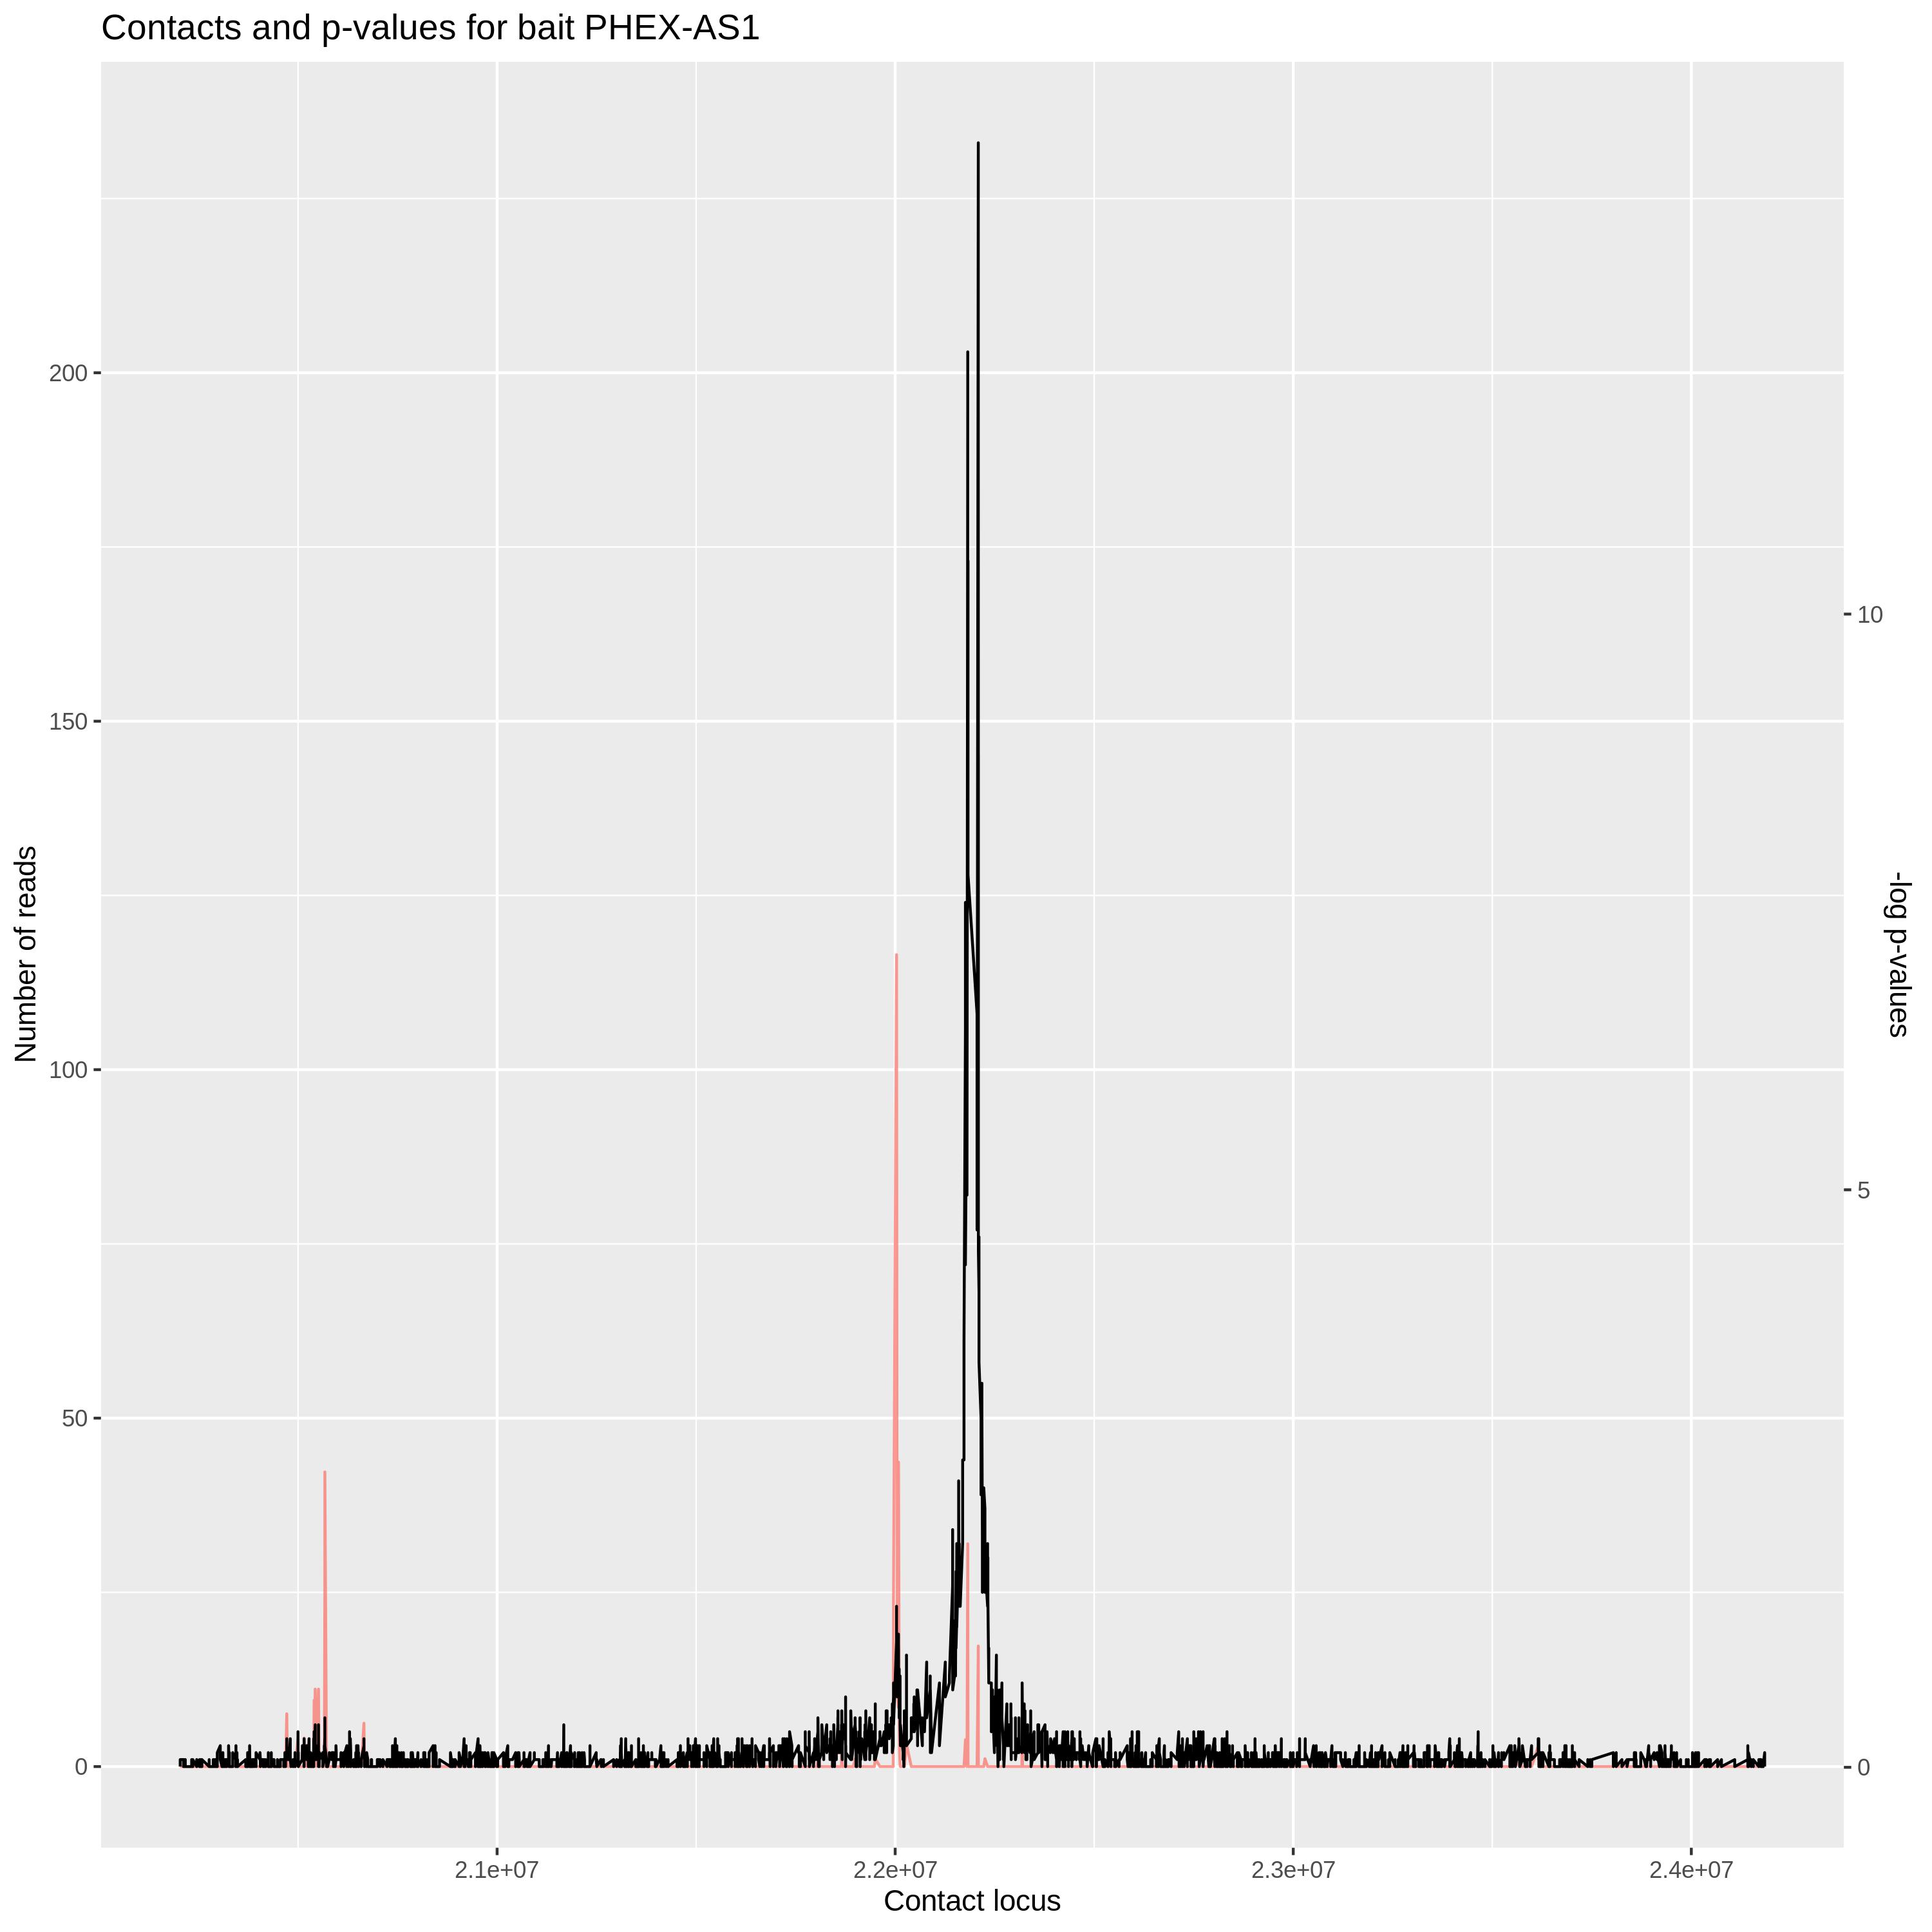 Contacts and p-values for bait PHEX-AS1
200
150
100
50
0
Number of reads
10
5
0
-log p-values
2.1e+07
2.2e+07
2.3e+07
2.4e+07
Contact locus